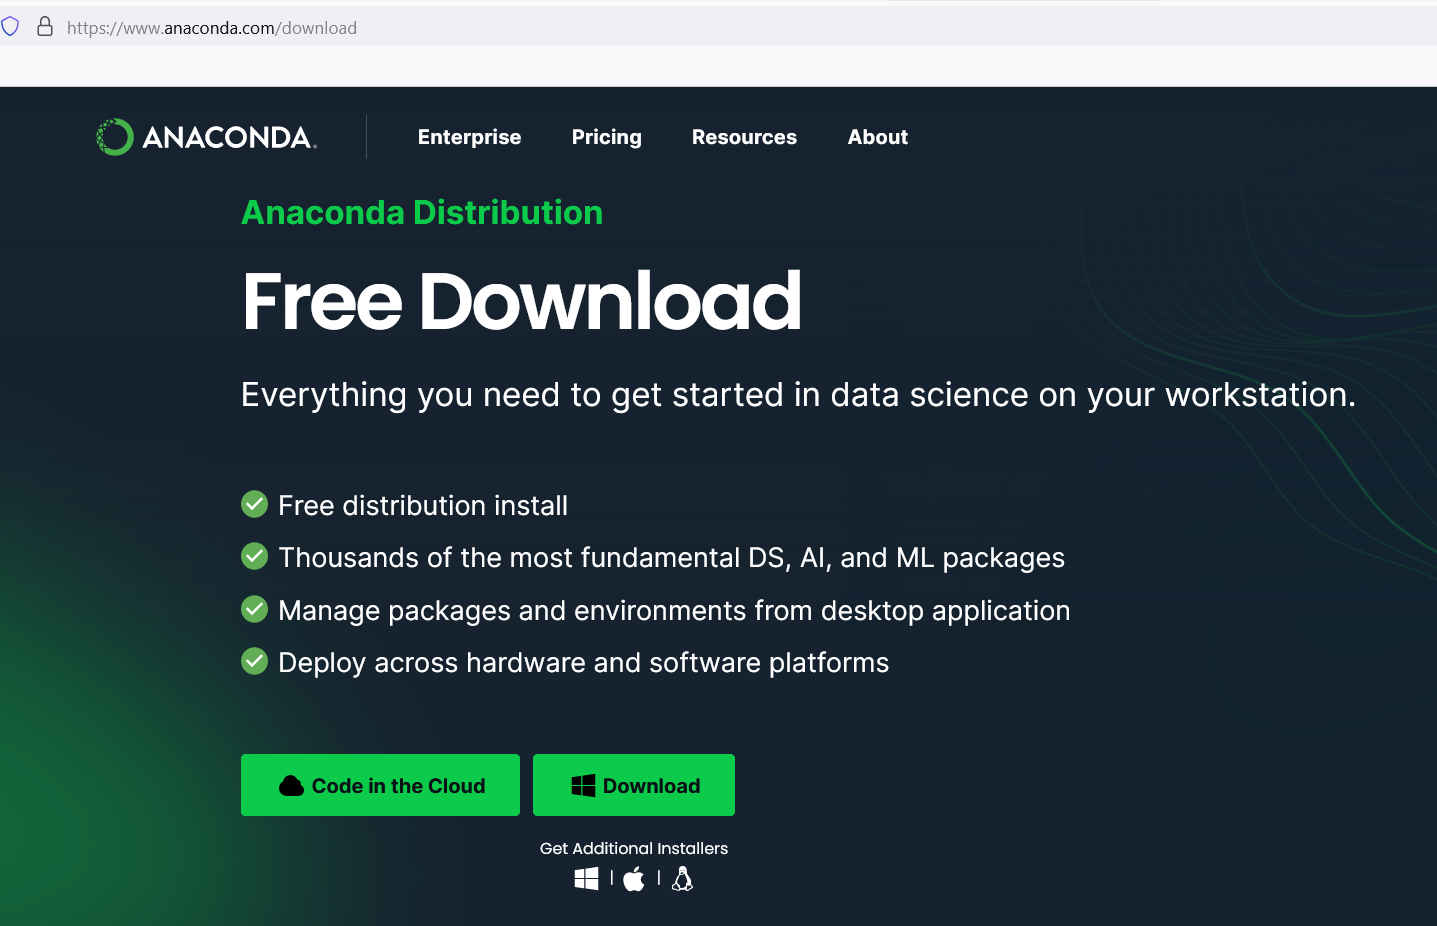 https://www.anaconda.com/download
ANACONDA.
Enterprise Pricing Resources About
Anaconda Distribution
Free Download
Everything you need to get started in data science on your workstation.
Free distribution install
Thousands of the most fundamental DS, AI, and ML packages
Manage packages and environments from desktop application
Deploy across hardware and software platforms
Code in the Cloud Download
Get Additional Installers